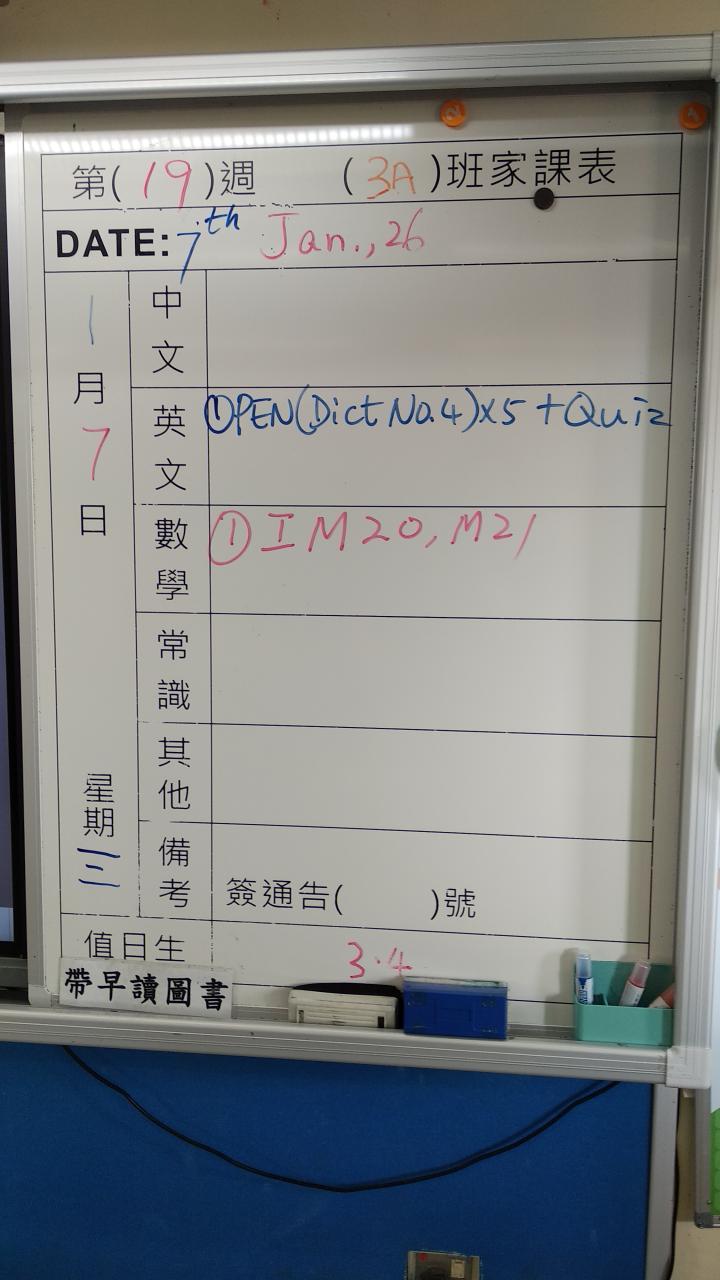 第(19)週 (3A)班家課表
DATE: 7th Jan., 26
1月7日
星期三
中文
英文 ①PEN(Dict No.4)x5 + Quiz
數學 ① I M20, M21
常識
其他
備考 簽通告( )號
值日生 3.4
帶早讀圖書